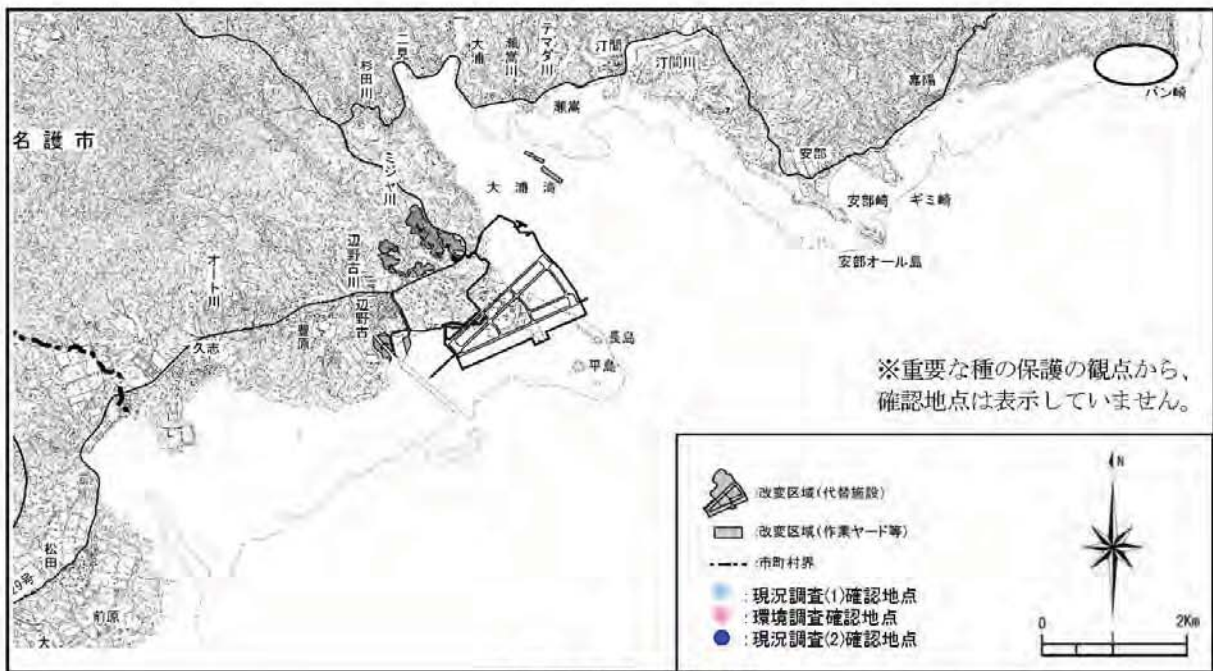 二見
大浦
瀬嵩川
テマダ川
汀間
汀間川
杉田川
瀬嵩
嘉陽
バン崎
名護市
ミジャ川
大浦湾
安部
安部崎
ギミ崎
安部オール島
辺野古川
辺野古
オート川
豊原
久志
長島
平島
※重要な種の保護の観点から、
確認地点は表示していません。
松田
29号
前原
大
:改変区域(代替施設)
:改変区域(作業ヤード等)
:市町村界
:現況調査(1)確認地点
:環境調査確認地点
:現況調査(2)確認地点
N
0 2Km